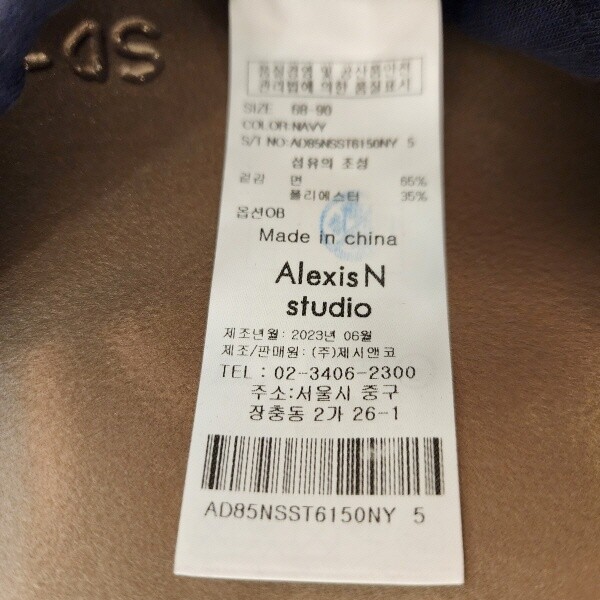 품질경영 및 공산품안전
관리법에 의한 품질표시
SIZE 68-90
COLOR:NAVY
S/T NO:AD85NSST6150NY 5
섬유의 조성
겉감 면 65%
폴리에스터 35%
옵션OB
Made in china
AlexisN
studio
제조년월: 2023년 06월
제조/판매원: (주)제시앤코
TEL : 02-3406-2300
주소:서울시 중구
장충동 2가 26-1
AD85NSST6150NY 5